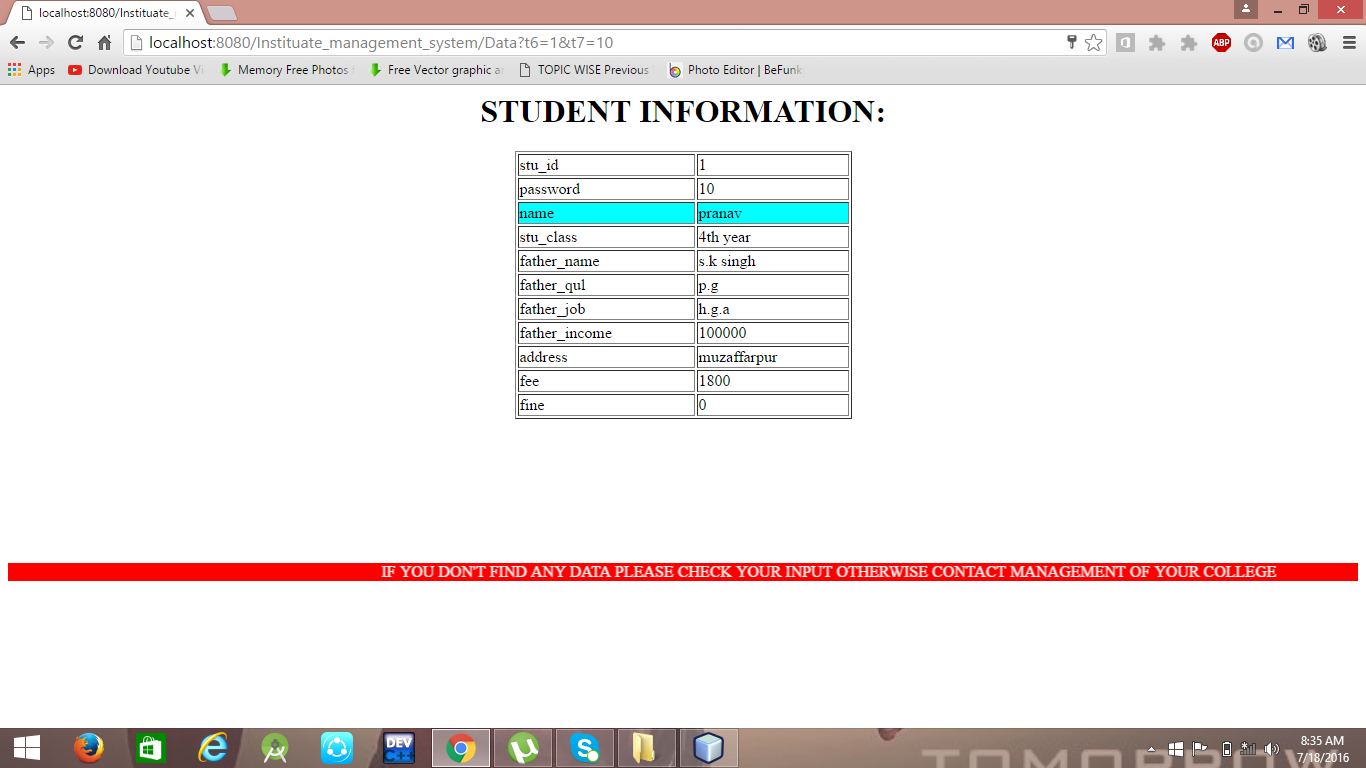 localhost:8080/Instituate_
localhost:8080/Instituate_management_system/Data?t6=1&t7=10
ABP
Apps Download Youtube Vi Memory Free Photos Free Vector graphic a TOPIC WISE Previous Photo Editor | BeFunk
STUDENT INFORMATION:
stu_id 1
password 10
name pranav
stu_class 4th year
father_name s.k singh
father_qul p.g
father_job h.g.a
father_income 100000
address muzaffarpur
fee 1800
fine 0
IF YOU DON'T FIND ANY DATA PLEASE CHECK YOUR INPUT OTHERWISE CONTACT MANAGEMENT OF YOUR COLLEGE
DEV
C++
TOMORROW
8:35 AM
7/18/2016